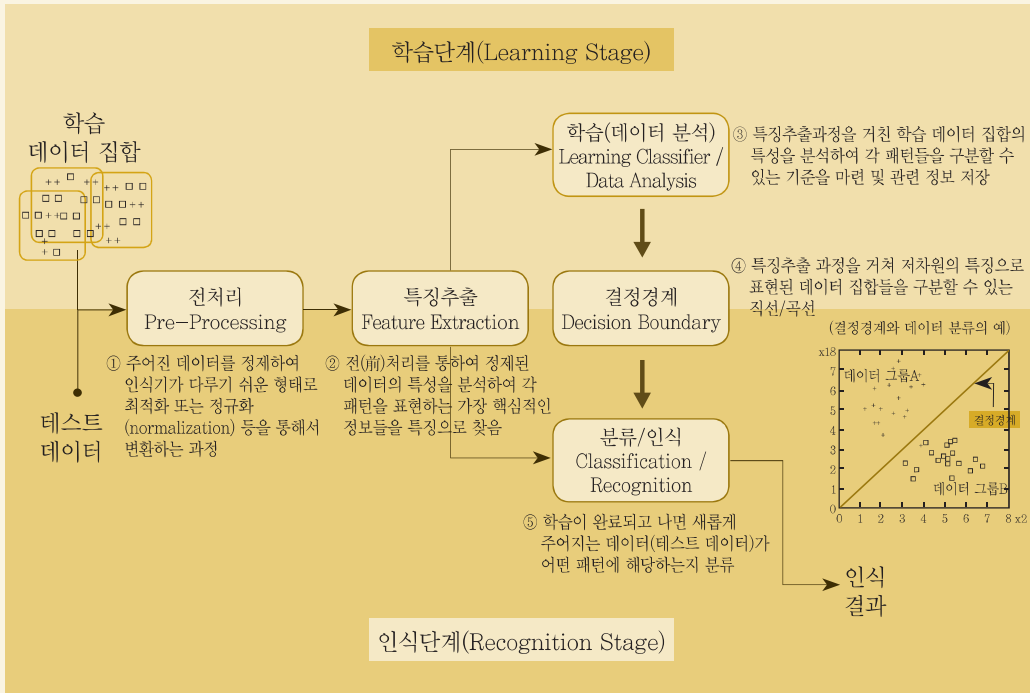 학습단계(Learning Stage)
학습
데이터 집합
학습(데이터 분석)
Learning Classifier /
Data Analysis
③ 특징추출과정을 거친 학습 데이터 집합의
특성을 분석하여 각 패턴들을 구분할 수
있는 기준을 마련 및 관련 정보 저장
전처리
Pre-Processing
① 주어진 데이터를 정제하여
인식기가 다루기 쉬운 형태로
최적화 또는 정규화
(normalization) 등을 통해서
변환하는 과정
특징추출
Feature Extraction
② 전(前)처리를 통하여 정제된
데이터의 특성을 분석하여 각
패턴을 표현하는 가장 핵심적인
정보들을 특징으로 찾음
결정경계
Decision Boundary
④ 특징추출 과정을 거쳐 저차원의 특징으로
표현된 데이터 집합들을 구분할 수 있는
직선/곡선
(결정경계와 데이터 분류의 예)
x18
7
6
5
4
3
2
1
0
데이터 그룹A
결정경계
데이터 그룹B
0 1 2 3 4 5 6 7 8 x2
테스트
데이터
분류/인식
Classification /
Recognition
⑤ 학습이 완료되고 나면 새롭게
주어지는 데이터(테스트 데이터)가
어떤 패턴에 해당하는지 분류
인식
결과
인식단계(Recognition Stage)